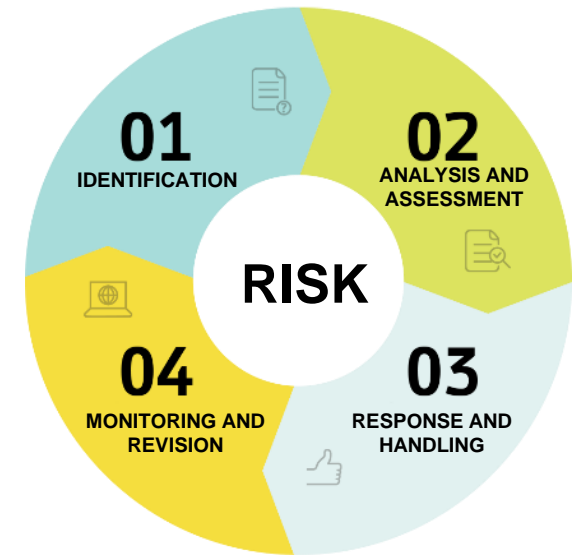 01
IDENTIFICATION
02
ANALYSIS AND
ASSESSMENT
RISK
04
MONITORING AND
REVISION
03
RESPONSE AND
HANDLING
?